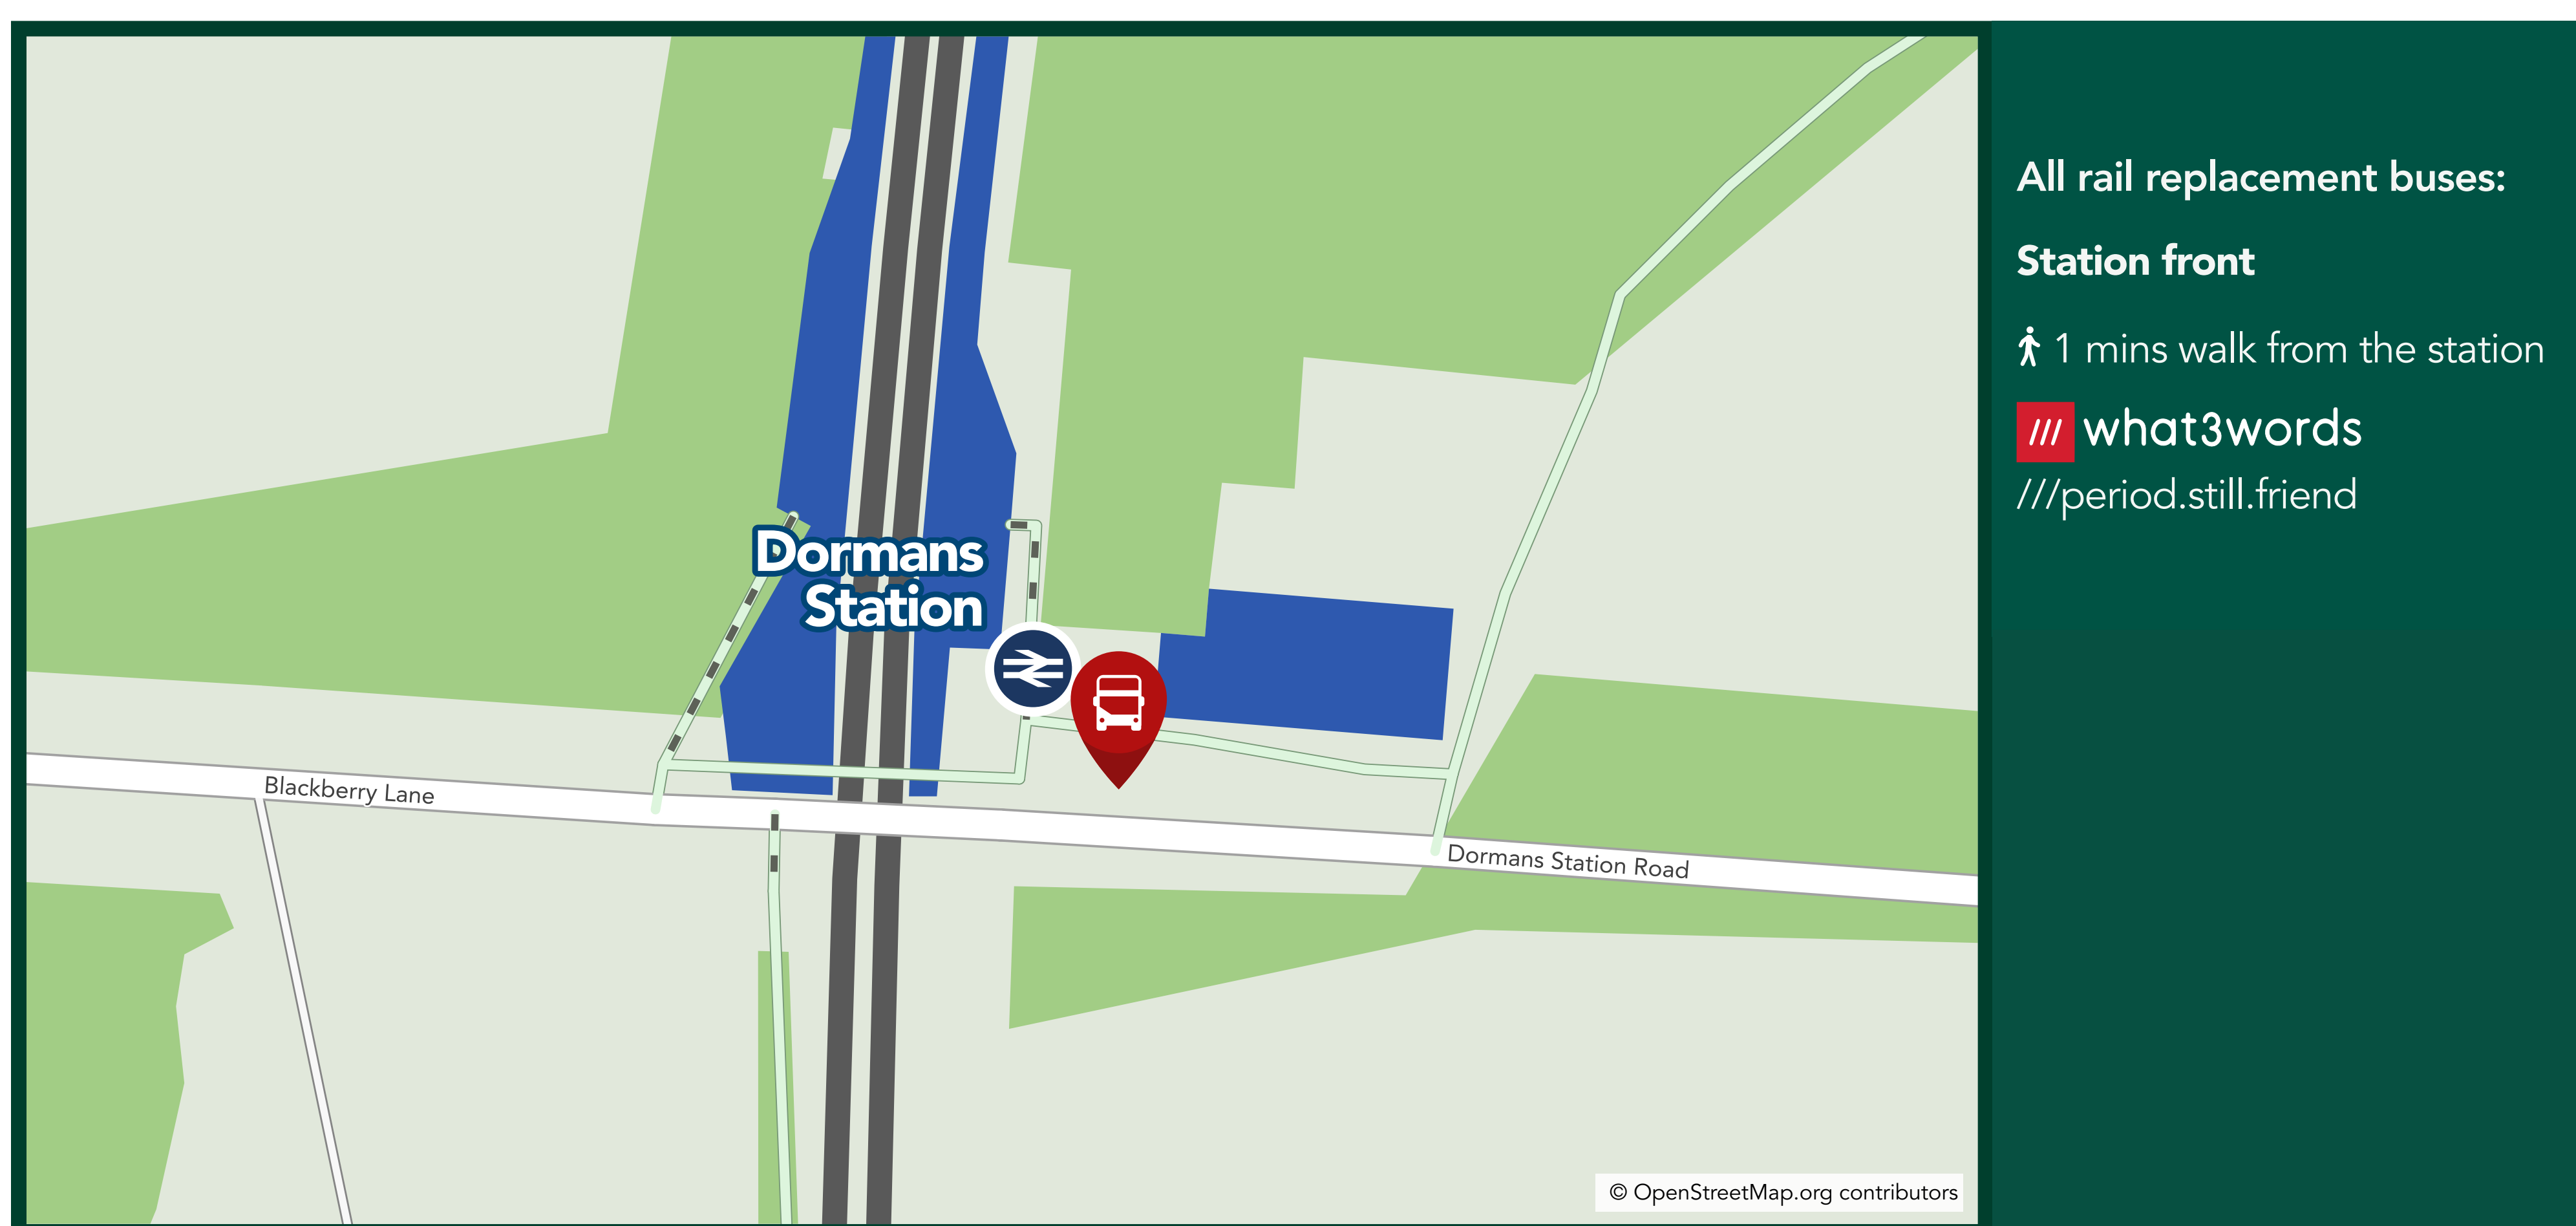 All rail replacement buses:
Station front
1 mins walk from the station
what3words
///period.still.friend
Dormans
Station
Blackberry Lane
Dormans Station Road
© OpenStreetMap.org contributors